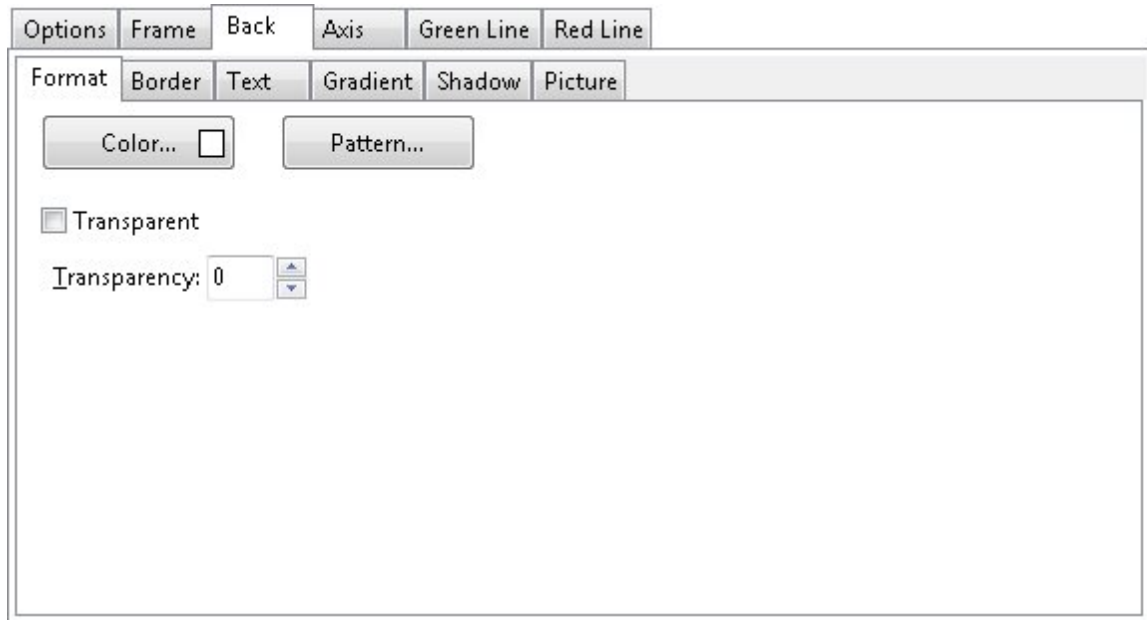 Options Frame Back Axis Green Line Red Line
Format Border Text Gradient Shadow Picture
Color... Pattern...
Transparent
Transparency: 0